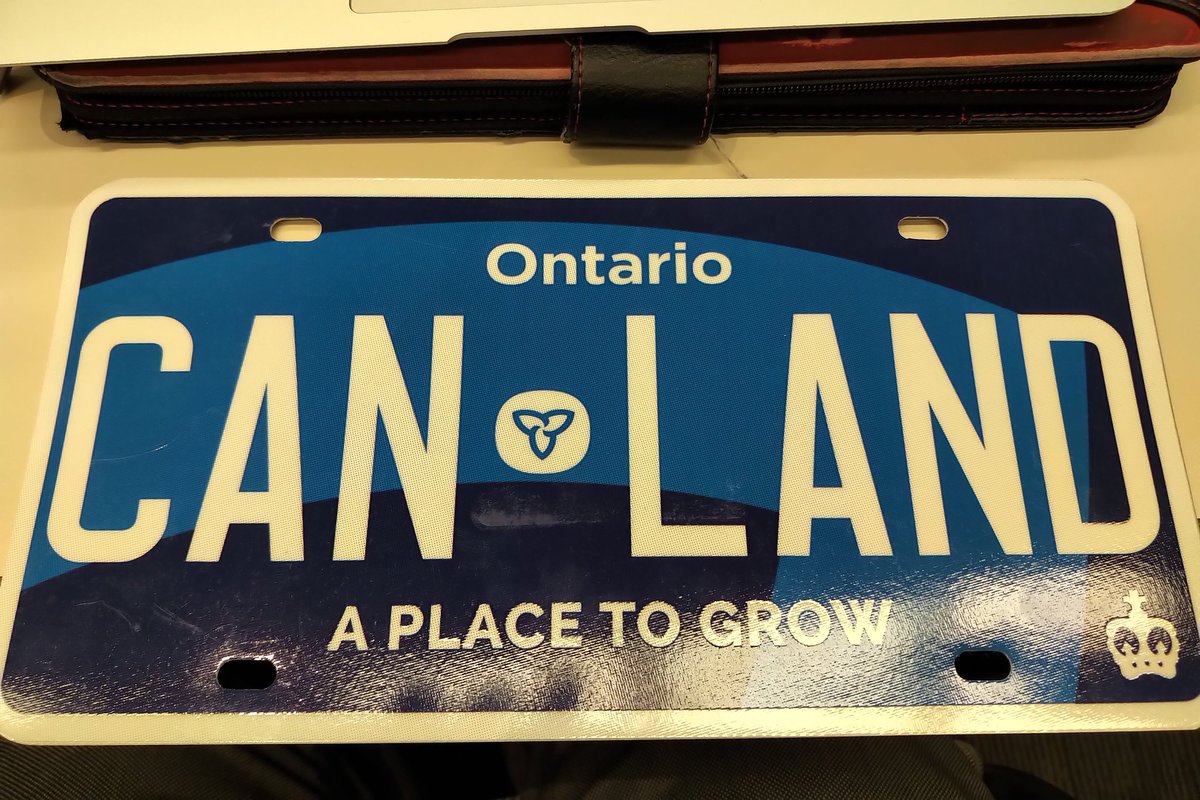 Ontario
CAN LAND
A PLACE TO GROW